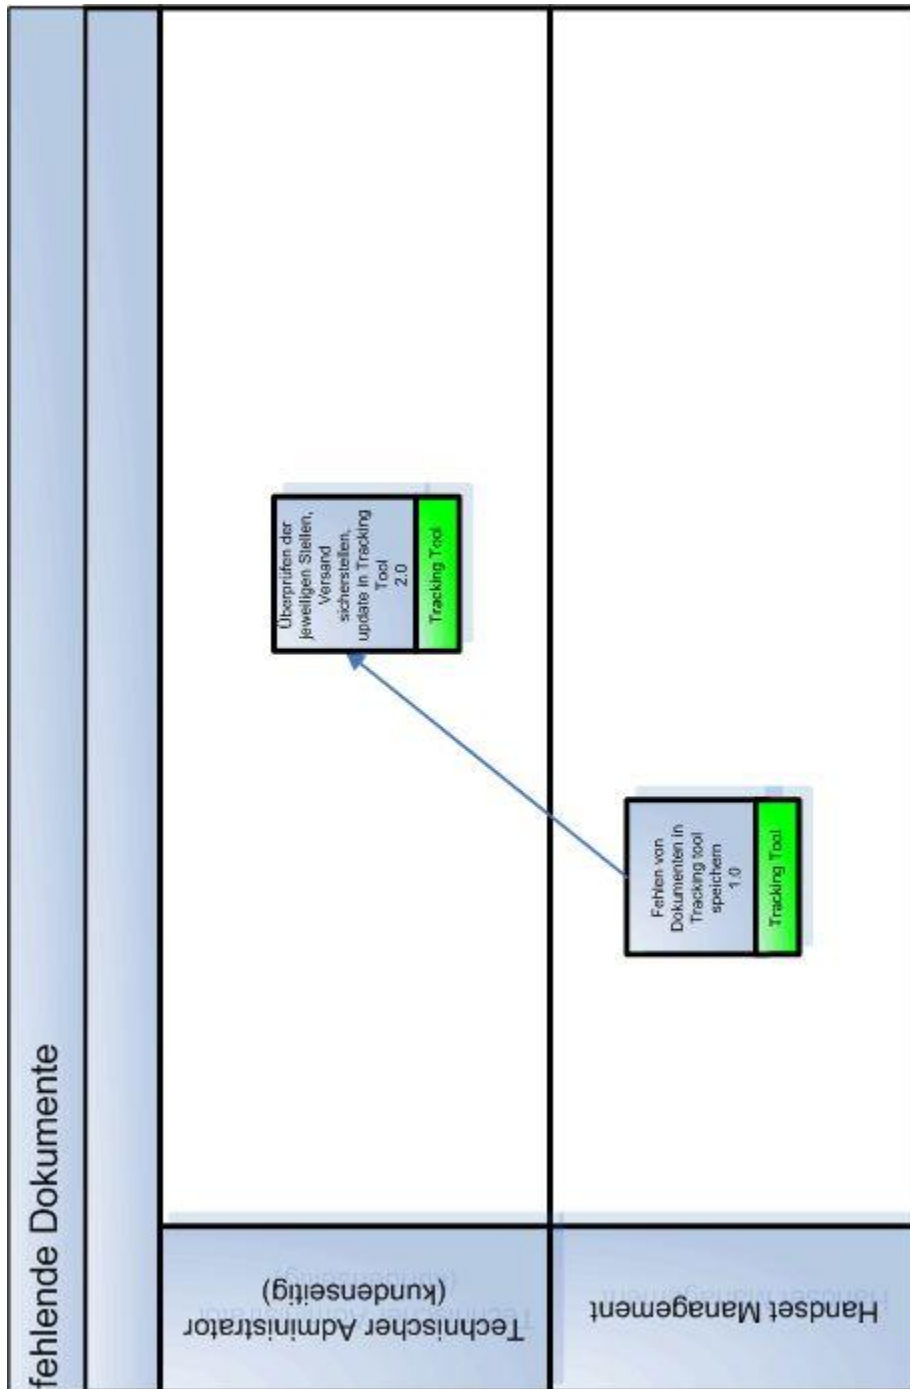 fehlende Dokumente
Technischer Administrator
(kundenseitig)
Überprüfen der
jeweiligen Stellen,
Versand
sicherstellen,
update in Tracking
Tool
2.0
Tracking Tool
Handset Management
Fehlen von
Dokumenten in
Tracking tool
speichern
1.0
Tracking Tool